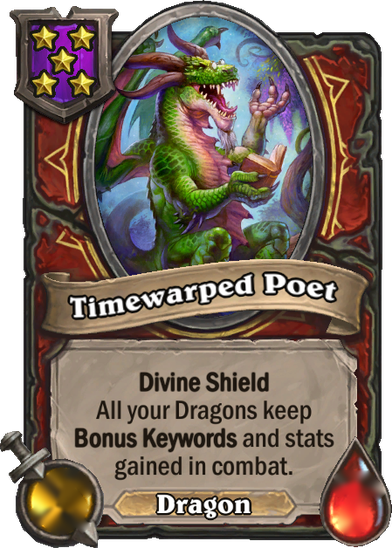 Timewarped Poet
Divine Shield
All your Dragons keep
Bonus Keywords and stats
gained in combat.
Dragon